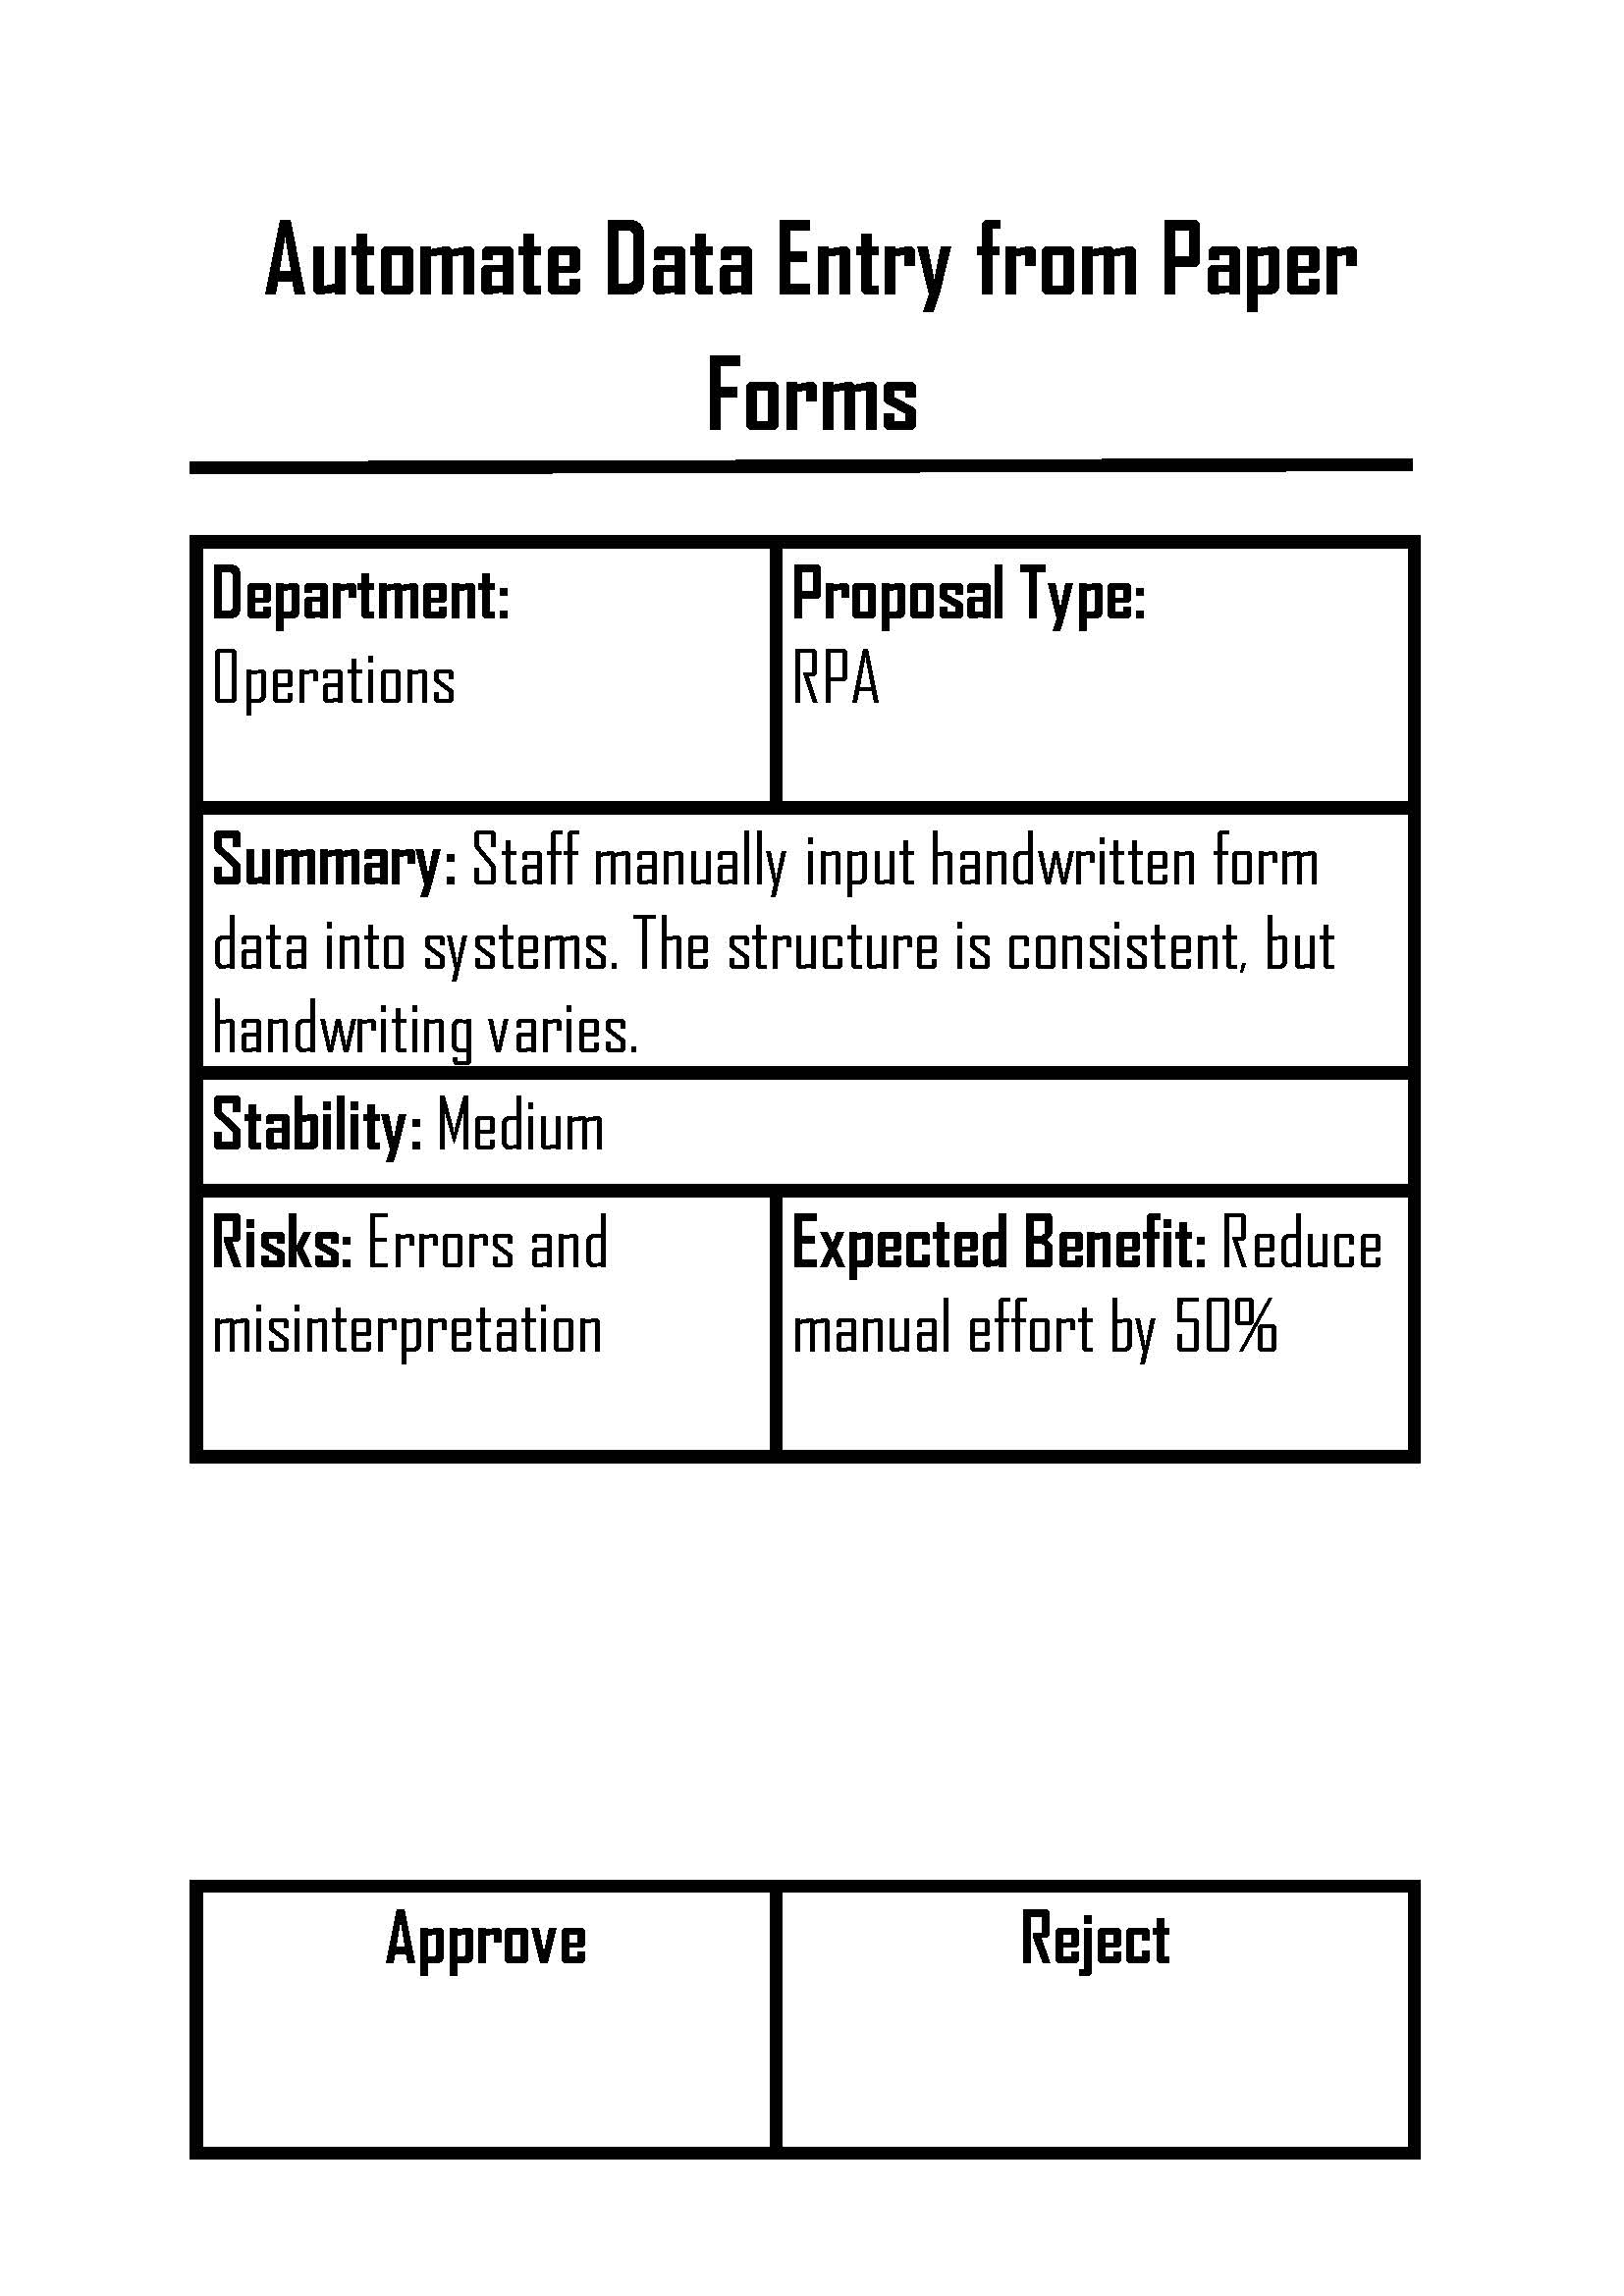 Automate Data Entry from Paper
Forms
Department:
Operations
Proposal Type:
RPA
Summary: Staff manually input handwritten form
data into systems. The structure is consistent, but
handwriting varies.
Stability: Medium
Risks: Errors and
misinterpretation
Expected Benefit: Reduce
manual effort by 50%
Approve
Reject